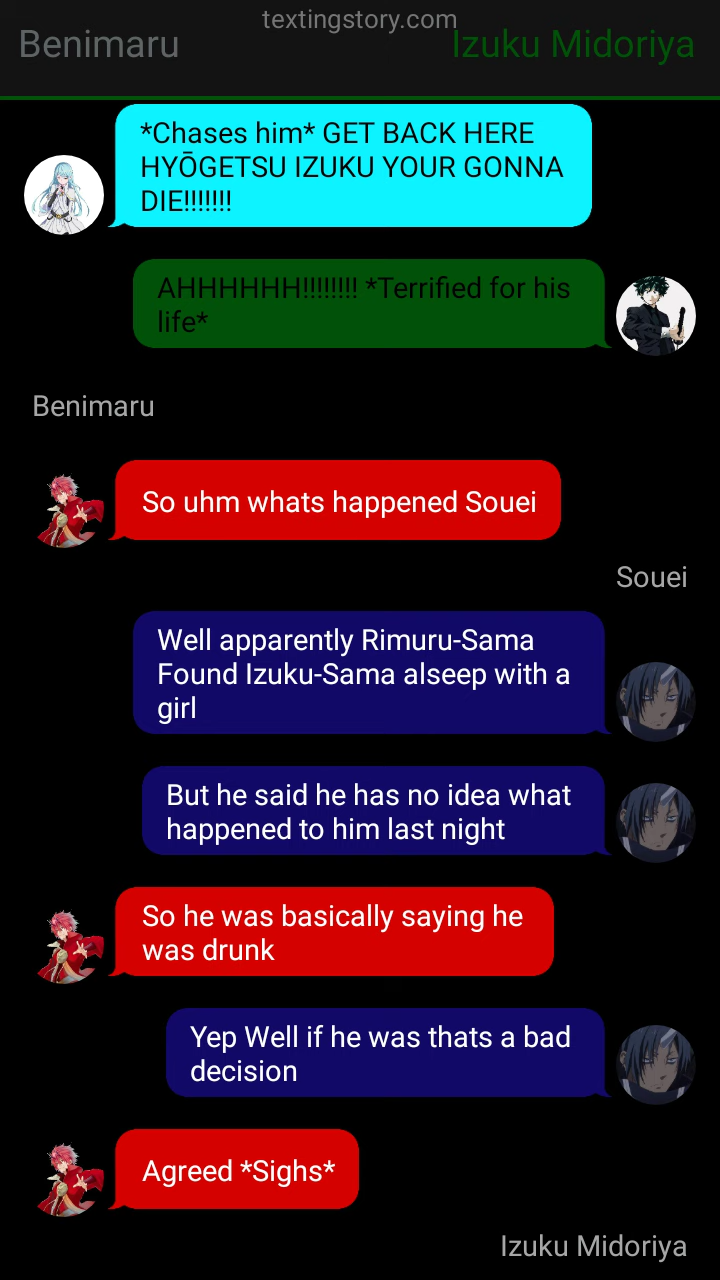 textingstory.com
Benimaru
Izuku Midoriya
*Chases him* GET BACK HERE
HYŌGETSU IZUKU YOUR GONNA
DIE!!!!!!!
AHHHHHH!!!!!!!! *Terrified for his
life*
Benimaru
So uhm whats happened Souei
Souei
Well apparently Rimuru-Sama
Found Izuku-Sama alseep with a
girl
But he said he has no idea what
happened to him last night
So he was basically saying he
was drunk
Yep Well if he was thats a bad
decision
Agreed *Sighs*
Izuku Midoriya